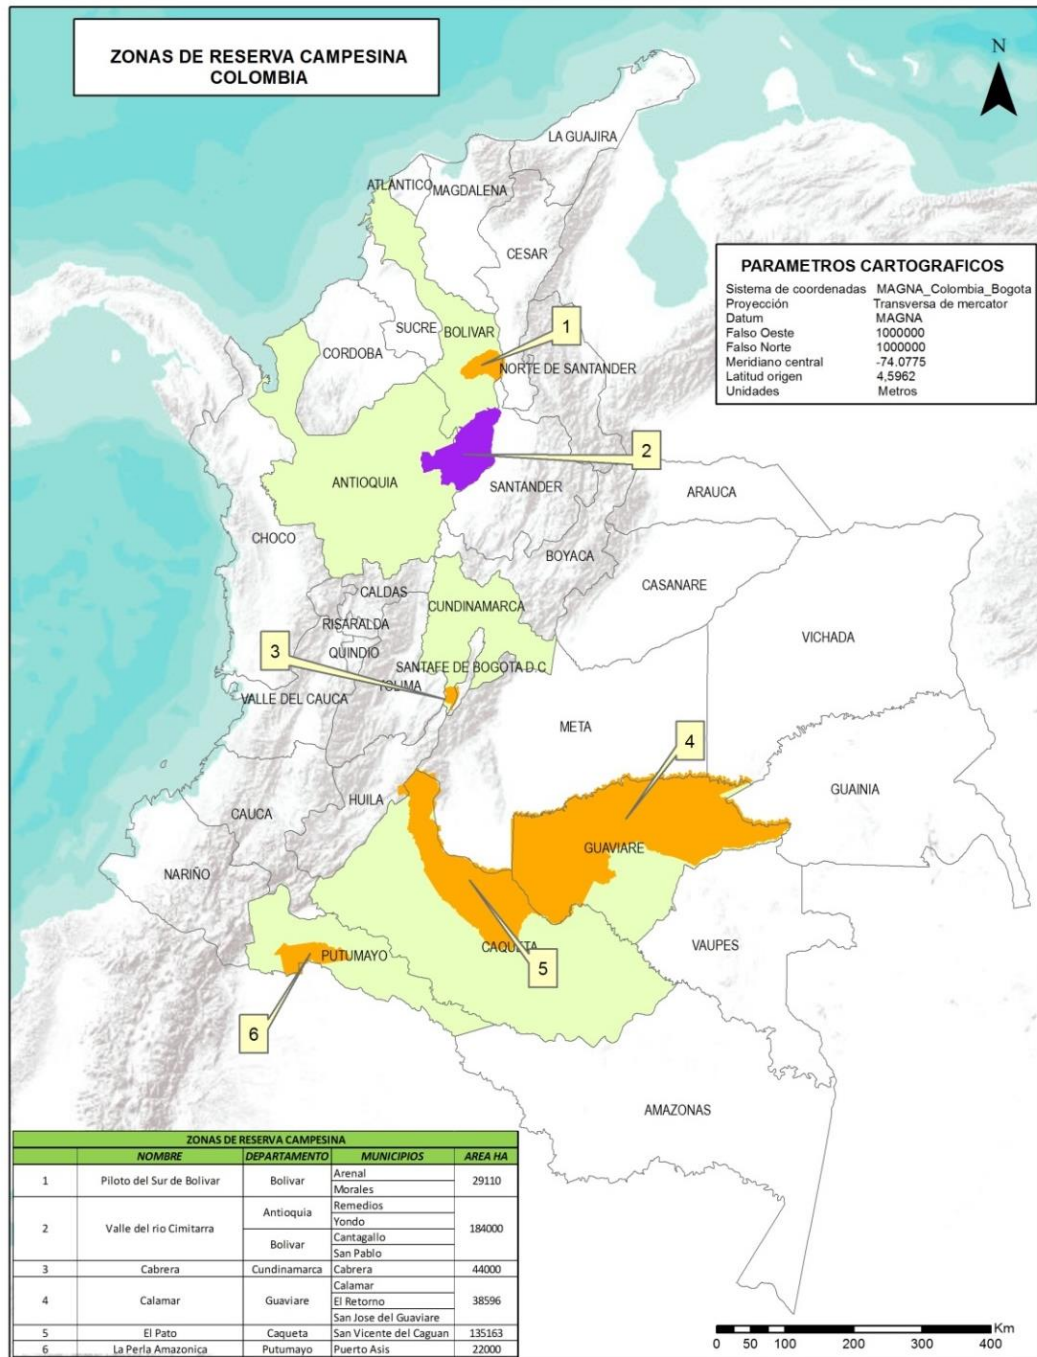 ZONAS DE RESERVA CAMPESINA
COLOMBIA
N
LA GUAJIRA
ATLANTICO
MAGDALENA
CESAR
PARAMETROS CARTOGRAFICOS
Sistema de coordenadas MAGNA_Colombia_Bogota
Proyección Transversa de mercator
Datum MAGNA
Falso Oeste 1000000
Falso Norte 1000000
Meridiano central -74.0775
Latitud origen 4,5962
Unidades Metros
SUCRE
BOLIVAR
1
CORDOBA
NORTE DE SANTANDER
2
ANTIOQUIA
SANTANDER
ARAUCA
CHOCO
BOYACA
CASANARE
CALDAS
CUNDINAMARCA
RISARALDA
VICHADA
QUINDIO
3
SANTAFE DE BOGOTA D.C
TOLIMA
VALLE DEL CAUCA
META
4
GUAINIA
HUILA
CAUCA
GUAVIARE
NARIÑO
VAUPES
CAQUETA
PUTUMAYO
5
6
AMAZONAS
ZONAS DE RESERVA CAMPESINA
NOMBRE DEPARTAMENTO MUNICIPIOS AREA HA
1 Piloto del Sur de Bolivar Bolivar Arenal 29110
Morales
2 Valle del rio Cimitarra Antioquia Remedios 184000
Yondo
Bolivar Cantagallo
San Pablo
3 Cabrera Cundinamarca Cabrera 44000
4 Calamar Guaviare Calamar 38596
El Retorno
San Jose del Guaviare
5 El Pato Caqueta San Vicente del Caguan 135163
6 La Perla Amazonica Putumayo Puerto Asis 22000
Km
0 50 100 200 300 400